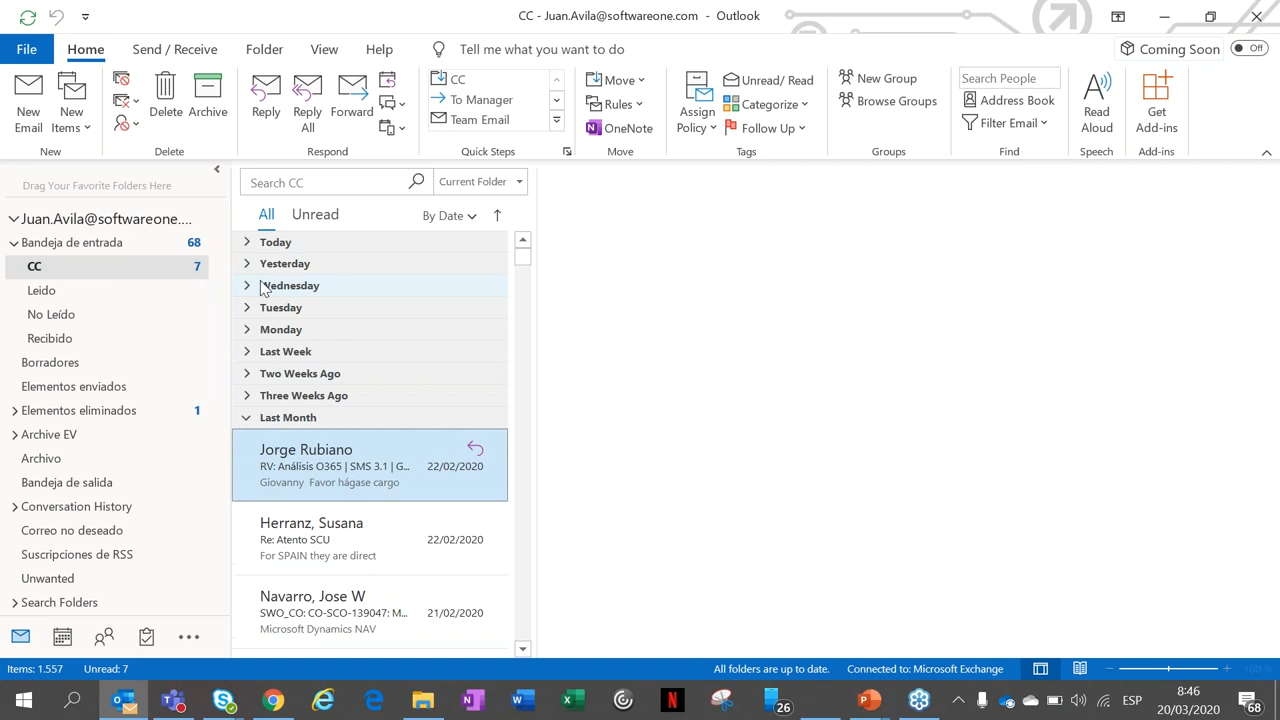 CC - Juan.Avila@softwareone.com - Outlook
File Home Send / Receive Folder View Help Tell me what you want to do Coming Soon Off
New Email
New Items
New
Delete
Archive
Delete
Reply
Reply All
Forward
Respond
CC
To Manager
Team Email
Quick Steps
Move
Rules
OneNote
Move
Assign Policy
Unread/ Read
Categorize
Follow Up
Tags
New Group
Browse Groups
Groups
Search People
Address Book
Filter Email
Find
Read Aloud
Speech
Get Add-ins
Add-ins
Drag Your Favorite Folders Here
Juan.Avila@softwareone....
Bandeja de entrada 68
CC 7
Leido
No Leído
Recibido
Borradores
Elementos enviados
Elementos eliminados 1
Archive EV
Archivo
Bandeja de salida
Conversation History
Correo no deseado
Suscripciones de RSS
Unwanted
Search Folders
Search CC Current Folder
All Unread By Date
Today
Yesterday
Wednesday
Tuesday
Monday
Last Week
Two Weeks Ago
Three Weeks Ago
Last Month
Jorge Rubiano
RV: Análisis O365 | SMS 3.1 | G... 22/02/2020
Giovanny Favor hágase cargo
Herranz, Susana
Re: Atento SCU 22/02/2020
For SPAIN they are direct
Navarro, Jose W
SWO_CO: CO-SCO-139047: M... 21/02/2020
Microsoft Dynamics NAV
Items: 1.557 Unread: 7 All folders are up to date. Connected to: Microsoft Exchange 100 %
26 ESP 8:46
20/03/2020 68